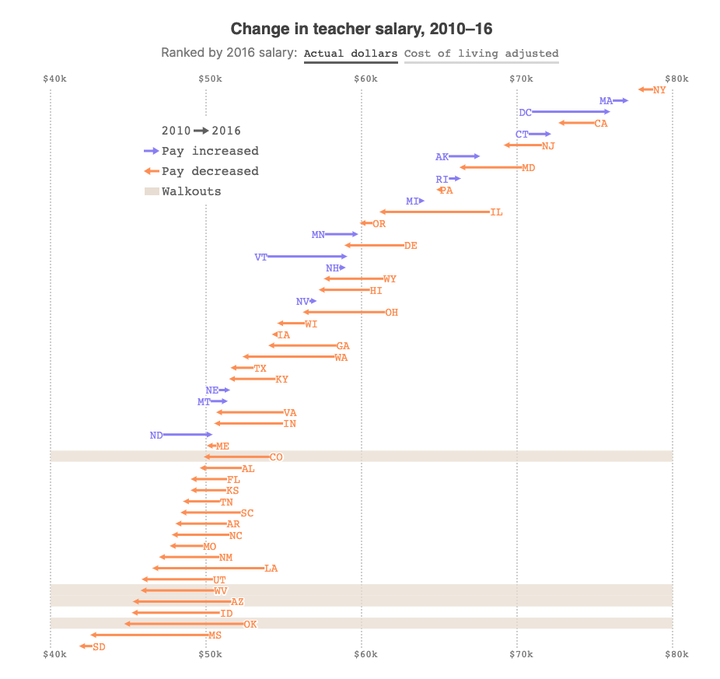 Change in teacher salary, 2010–16
Ranked by 2016 salary: Actual dollars Cost of living adjusted
$40k $50k $60k $70k $80k
NY
MA
DC
CA
2010 2016
CT
NJ
Pay increased
AK
MD
Pay decreased
RI
PA
Walkouts
MI
IL
OR
MN
DE
VT
NH
WY
HI
NV
OH
WI
IA
GA
WA
TX
KY
NE
MT
VA
IN
ND
ME
CO
AL
FL
KS
TN
SC
AR
NC
MO
NM
LA
UT
WV
AZ
ID
OK
MS
SD
$40k $50k $60k $70k $80k